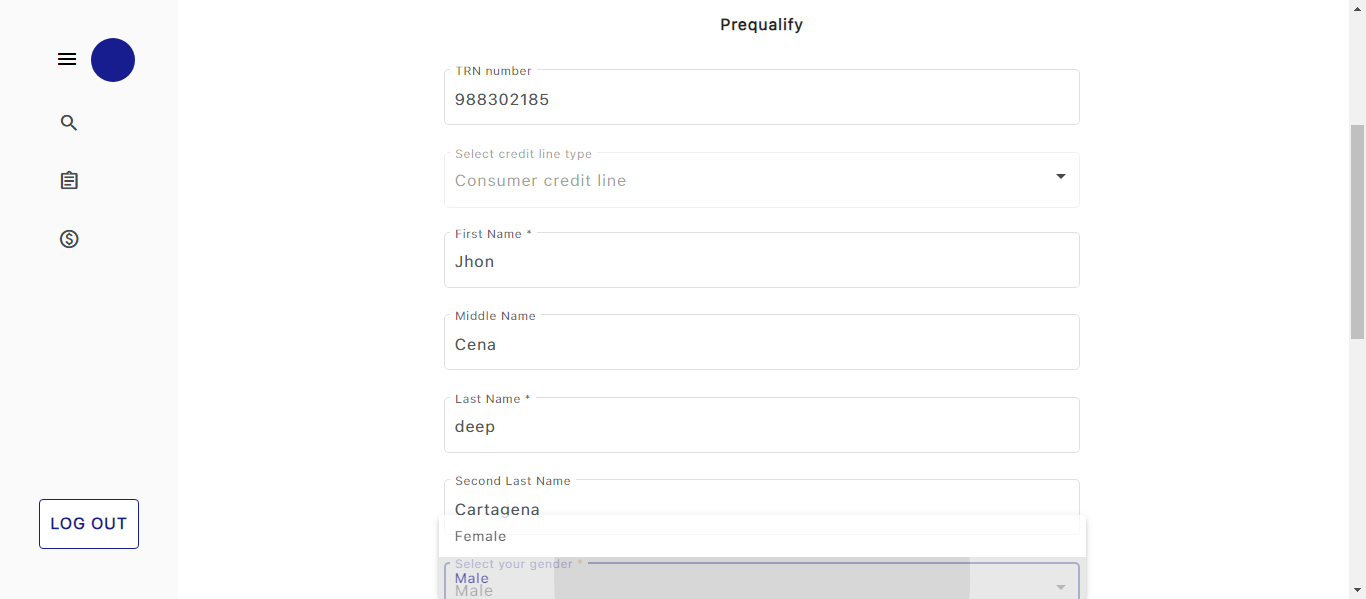 Prequalify
TRN number
988302185
Select credit line type
Consumer credit line
First Name *
Jhon
Middle Name
Cena
Last Name *
deep
Second Last Name
Cartagena
Female
Select your gender *
Male
Male
LOG OUT